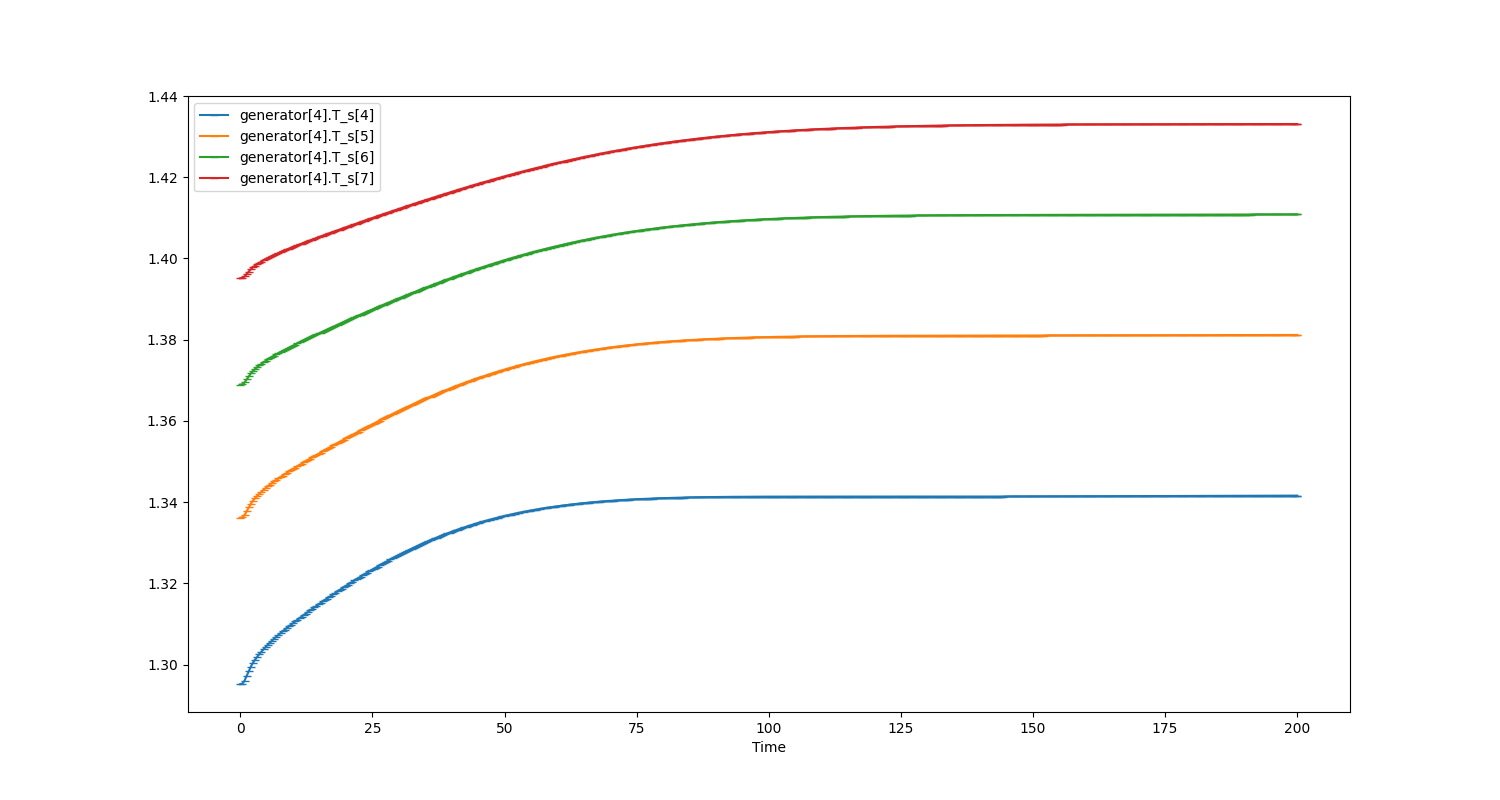 1.44
1.42
1.40
1.38
1.36
1.34
1.32
1.30
generator[4].T_s[4]
generator[4].T_s[5]
generator[4].T_s[6]
generator[4].T_s[7]
0 25 50 75 100 125 150 175 200
Time